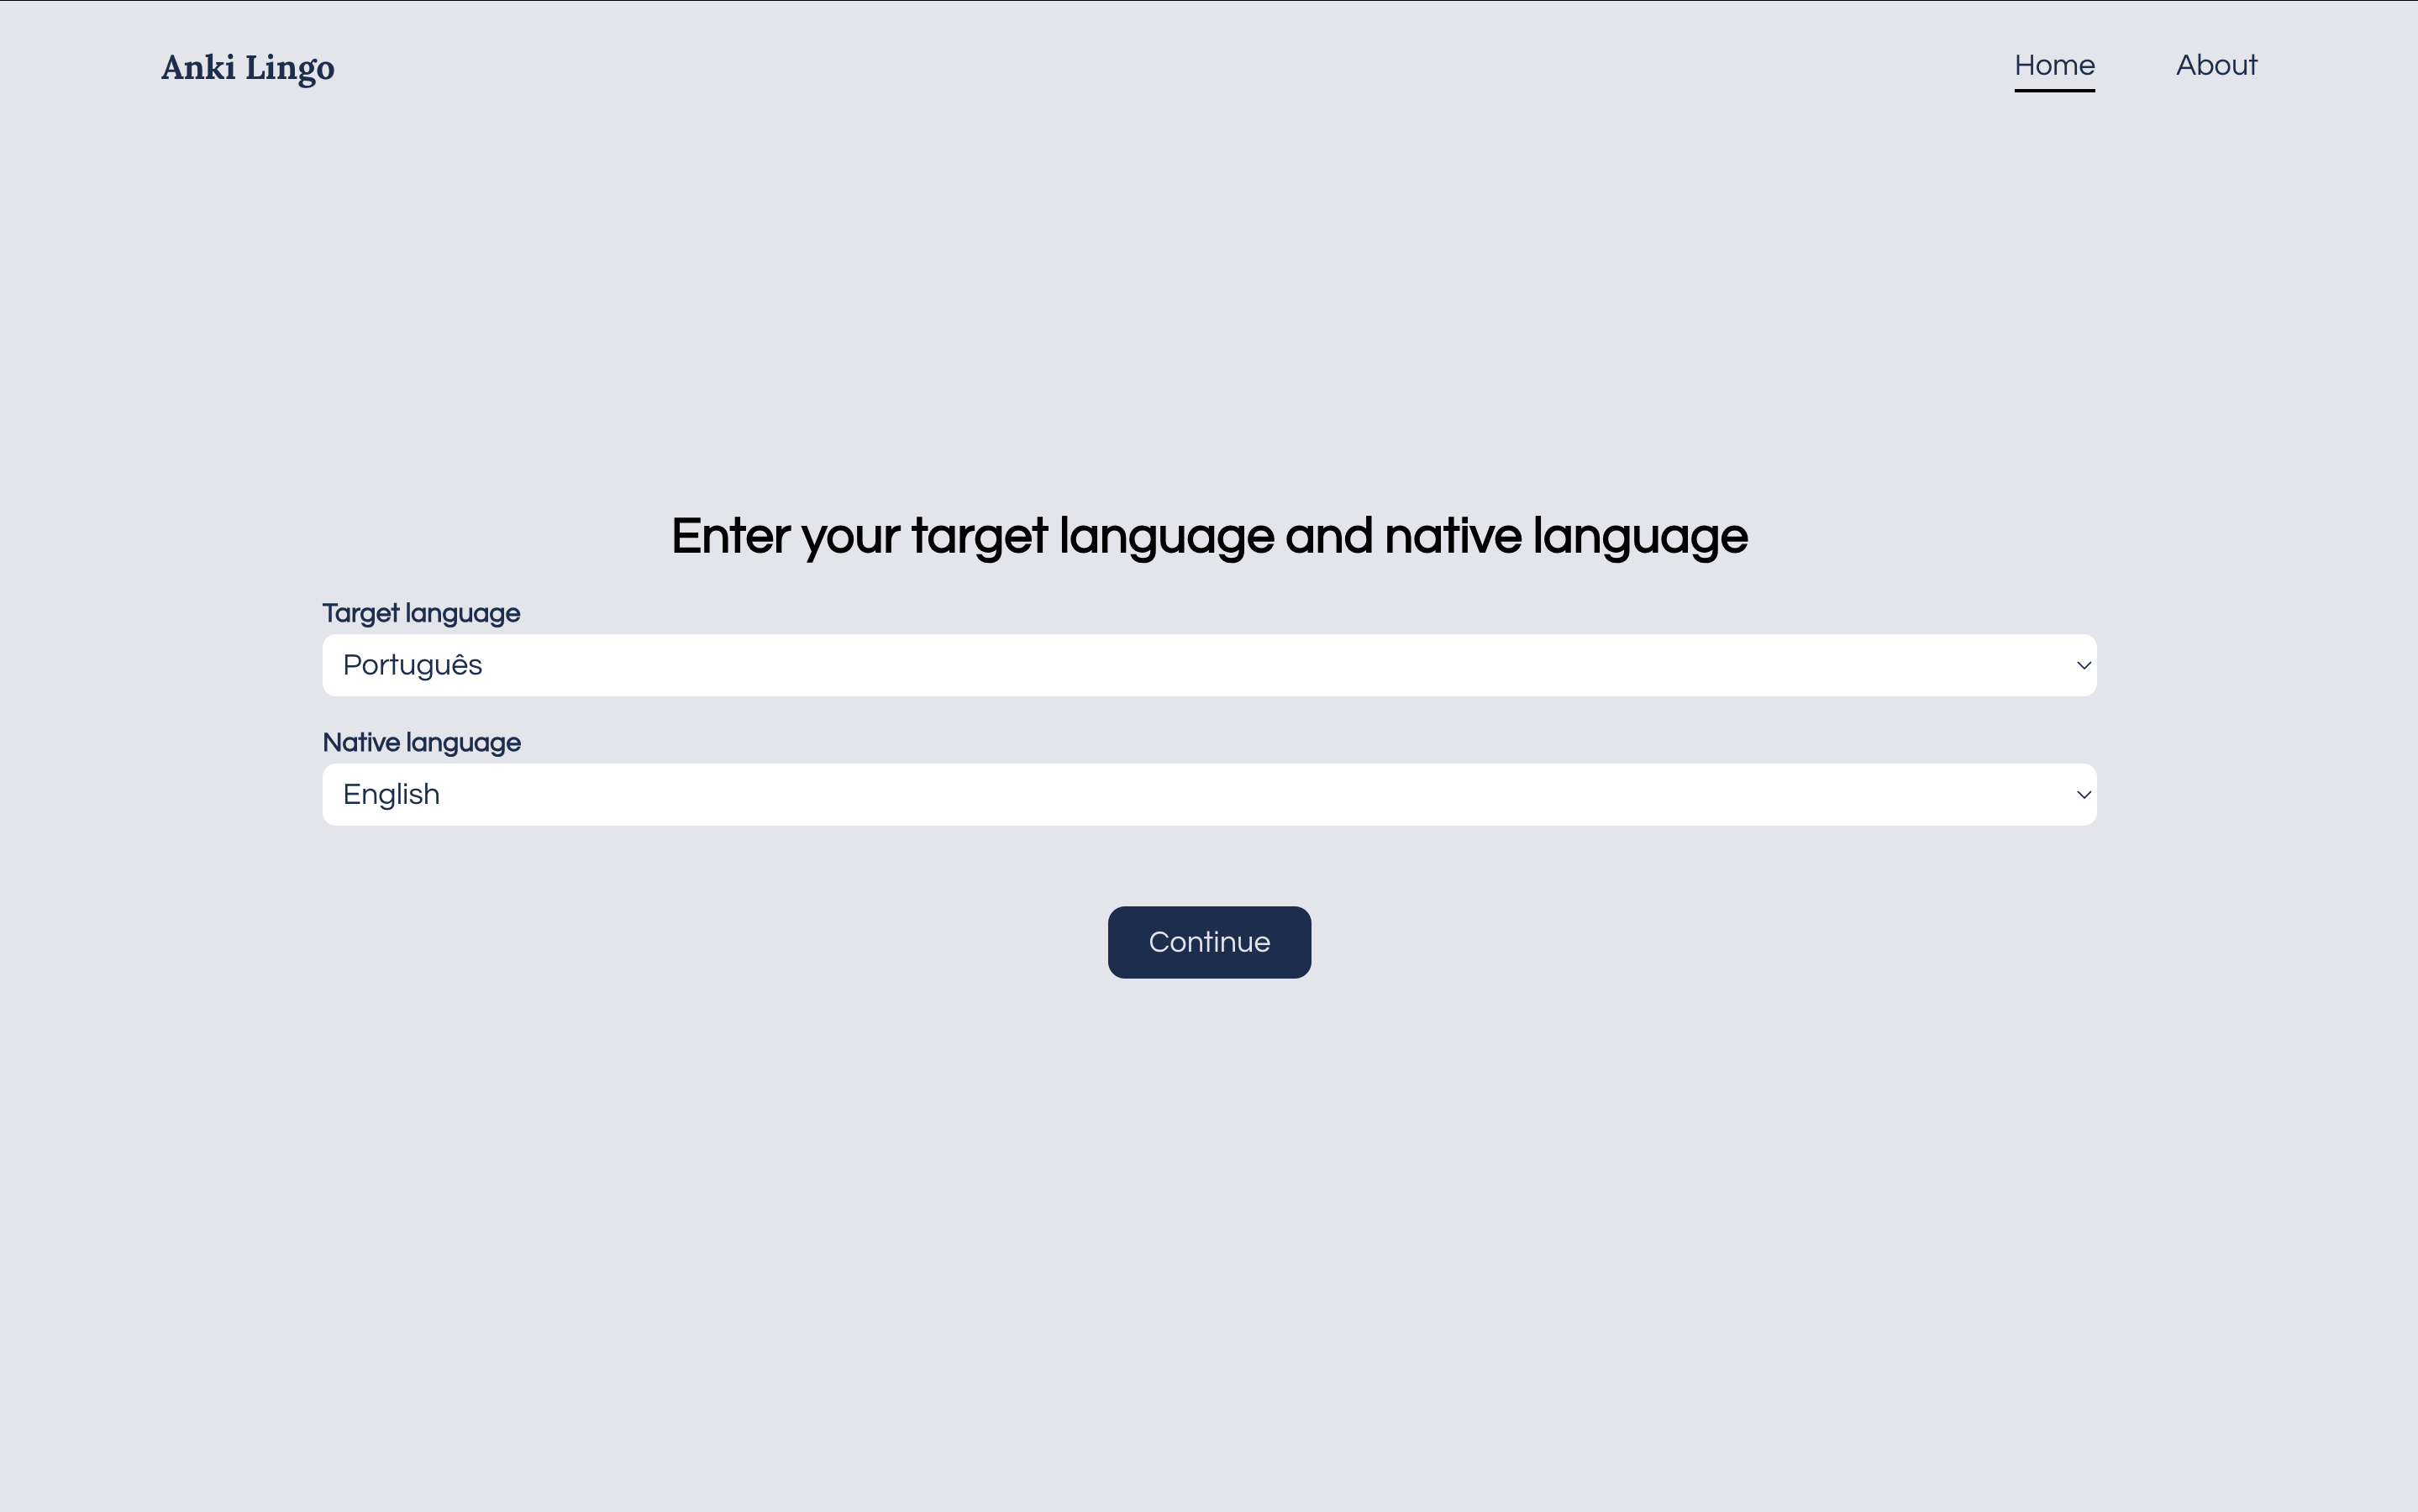 Anki Lingo
Home
About
Enter your target language and native language
Target language
Português
Native language
English
Continue